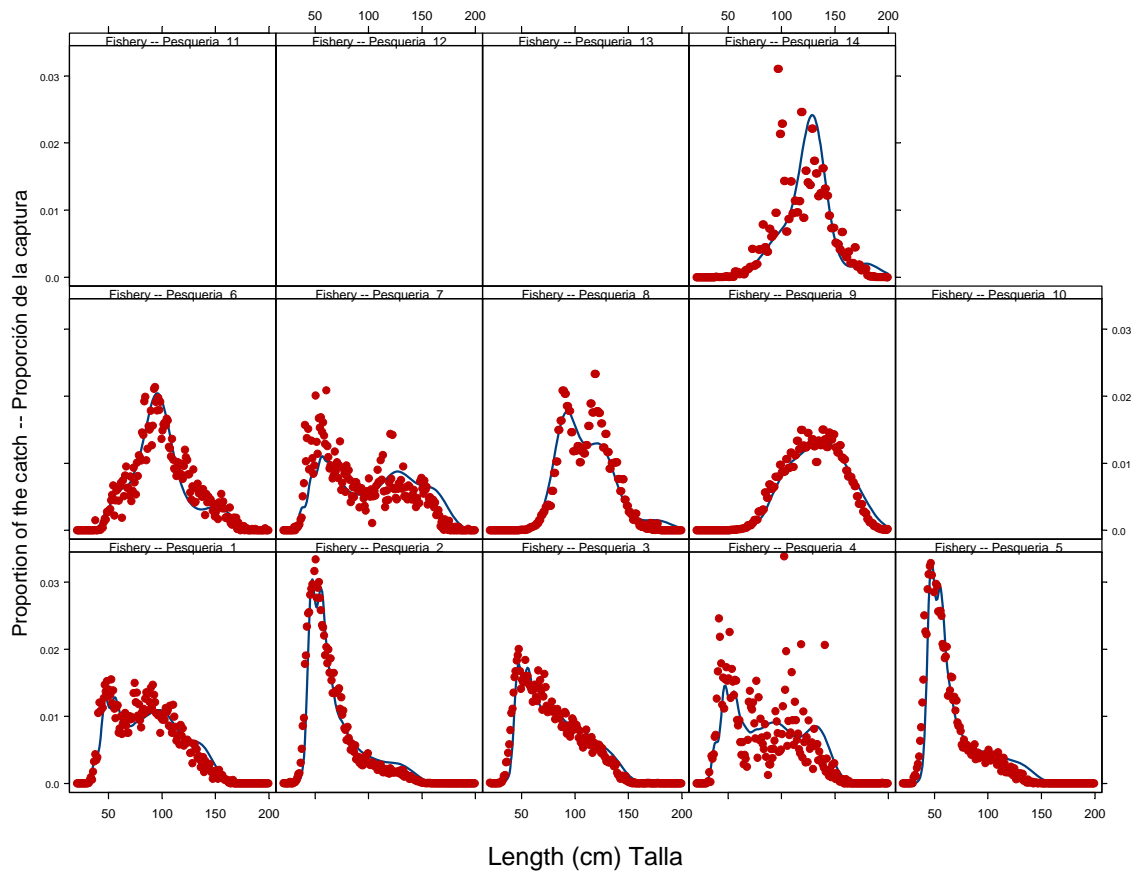 50 100 150 200 50 100 150 200
Fishery -- Pesqueria 11 Fishery -- Pesqueria 12 Fishery -- Pesqueria 13 Fishery -- Pesqueria 14
0.03
0.02
0.01
0.0
Fishery -- Pesqueria 6 Fishery -- Pesqueria 7 Fishery -- Pesqueria 8 Fishery -- Pesqueria 9 Fishery -- Pesqueria 10
0.03
0.02
0.01
0.0
Fishery -- Pesqueria 1 Fishery -- Pesqueria 2 Fishery -- Pesqueria 3 Fishery -- Pesqueria 4 Fishery -- Pesqueria 5
0.03
0.02
0.01
0.0
50 100 150 200 50 100 150 200 50 100 150 200
Length (cm) Talla
Proportion of the catch -- Proporción de la captura